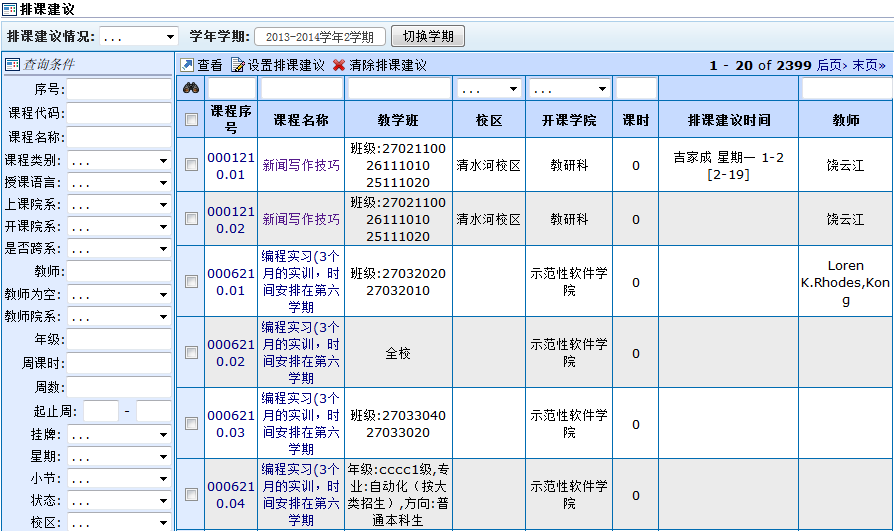 排课建议
排课建议情况: ... 学年学期: 2013-2014学年2学期 切换学期
查询条件
序号:
课程代码:
课程名称:
课程类别: ...
授课语言: ...
上课院系: ...
开课院系: ...
是否跨系: ...
教师:
教师为空: ...
教师院系: ...
年级:
周课时:
周数:
起止周: -
挂牌: ...
星期: ...
小节: ...
状态: ...
校区: ...
查看 设置排课建议 清除排课建议 1 - 20 of 2399 后页› 末页»
... ...
课程序
号
课程名称
教学班
校区
开课学院
课时
排课建议时间
教师
000121
0.01
新闻写作技巧
班级:27021100
26111010
25111020
清水河校区
教研科
0
吉家成 星期一 1-2
[2-19]
饶云江
000121
0.02
新闻写作技巧
班级:27021100
26111010
25111020
清水河校区
教研科
0
饶云江
000621
0.01
编程实习(3个
月的实训，时
间安排在第六
学期
班级:27032020
27032010
示范性软件学
院
0
Loren
K.Rhodes,Kon
g
000621
0.02
编程实习(3个
月的实训，时
间安排在第六
学期
全校
示范性软件学
院
0
000621
0.03
编程实习(3个
月的实训，时
间安排在第六
学期
班级:27033040
27033020
示范性软件学
院
0
000621
0.04
编程实习(3个
月的实训，时
间安排在第六
学期
年级:cccc1级,专
业:自动化（按大
类招生）,方向:普
通本科生
示范性软件学
院
0